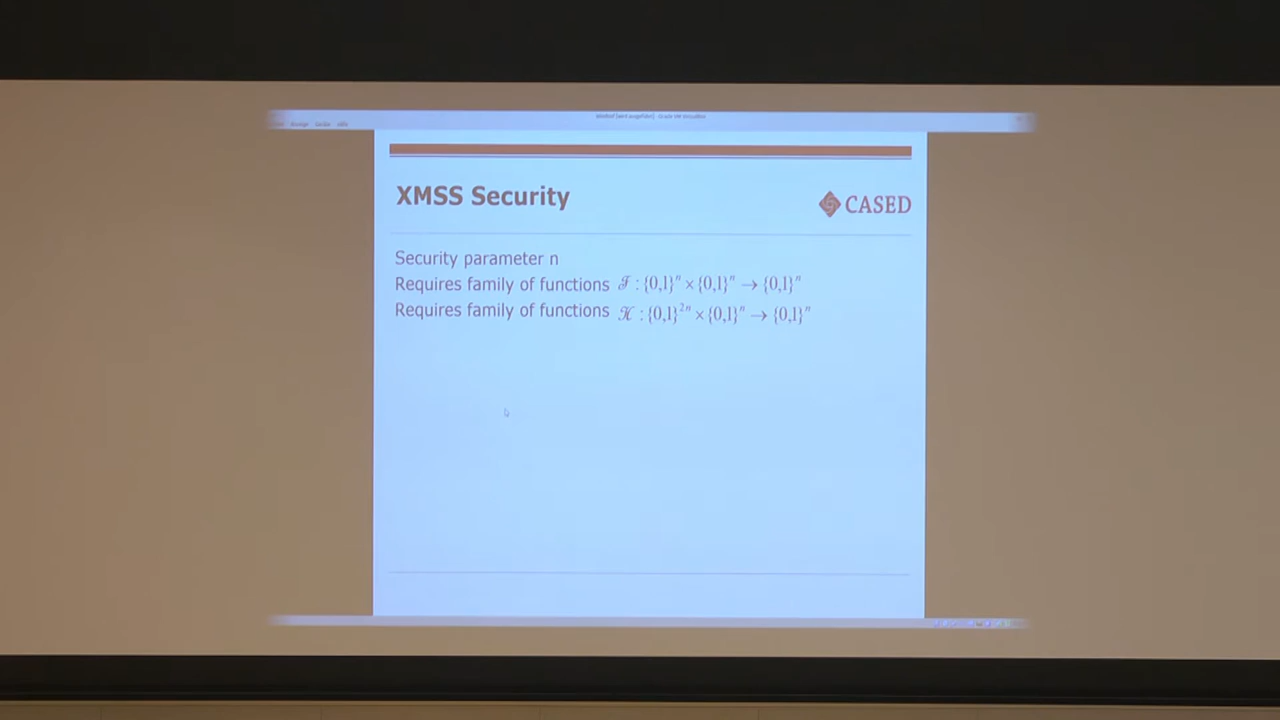 XMSS Security
CASED
Security parameter n
Requires family of functions ℱ : {0,1}ⁿ × {0,1}ⁿ → {0,1}ⁿ
Requires family of functions ℋ : {0,1}²ⁿ × {0,1}ⁿ → {0,1}ⁿ